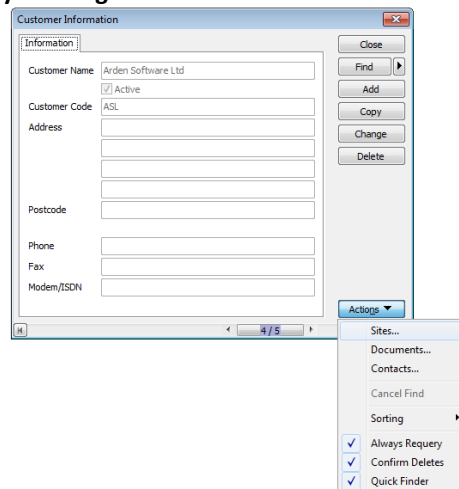 Customer Information
Information
Close
Customer Name Arden Software Ltd
Find
Active
Add
Customer Code ASL
Copy
Address
Change
Delete
Postcode
Phone
Fax
Modem/ISDN
Actions
4 / 5
Sites...
Documents...
Contacts...
Cancel Find
Sorting
Always Requery
Confirm Deletes
Quick Finder